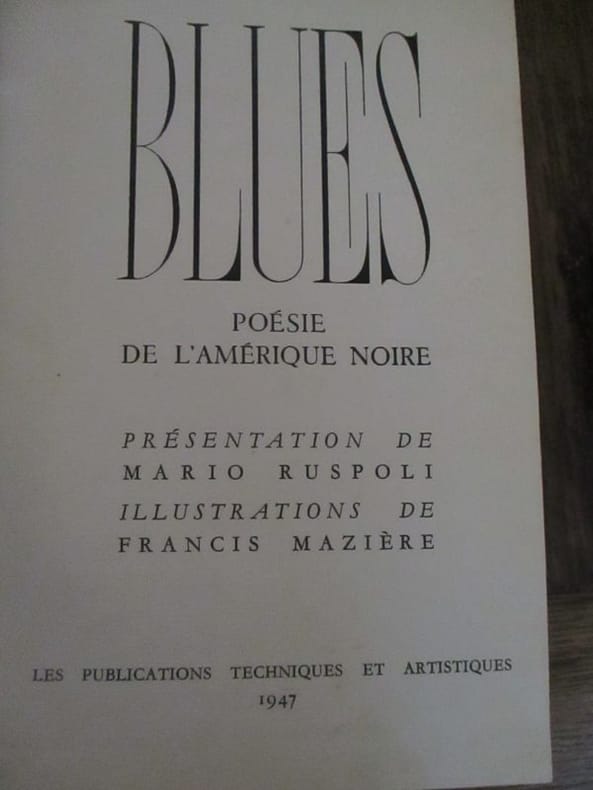 BLUES
POÉSIE
DE L'AMÉRIQUE NOIRE
PRÉSENTATION DE
MARIO RUSPOLI
ILLUSTRATIONS DE
FRANCIS MAZIÈRE
LES PUBLICATIONS TECHNIQUES ET ARTISTIQUES
1947